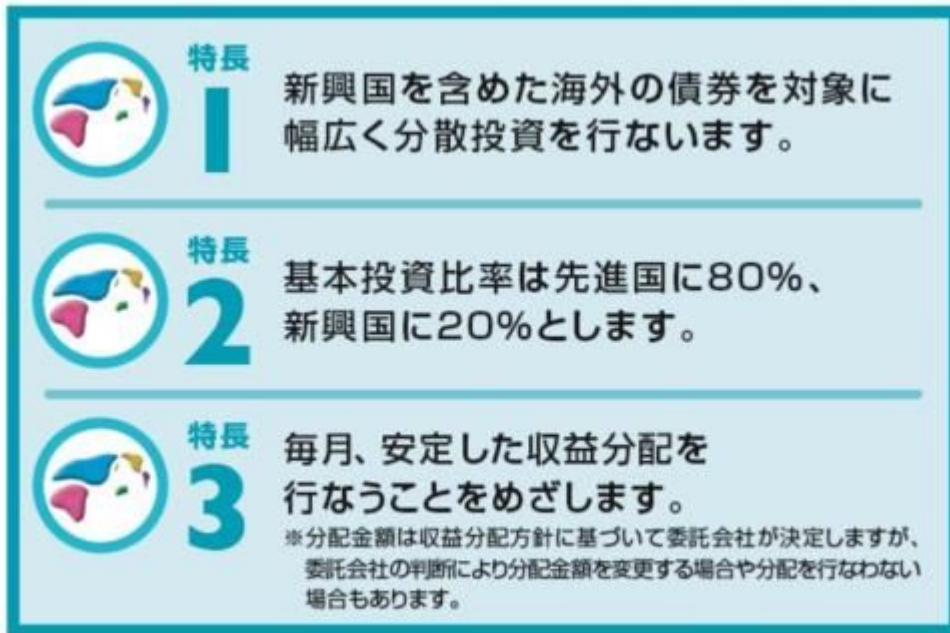 特長
1
新興国を含めた海外の債券を対象に
幅広く分散投資を行ないます。
特長
2
基本投資比率は先進国に80%、
新興国に20%とします。
特長
3
毎月、安定した収益分配を
行なうことをめざします。
※分配金額は収益分配方針に基づいて委託会社が決定しますが、
委託会社の判断により分配金額を変更する場合や分配を行なわない
場合もあります。